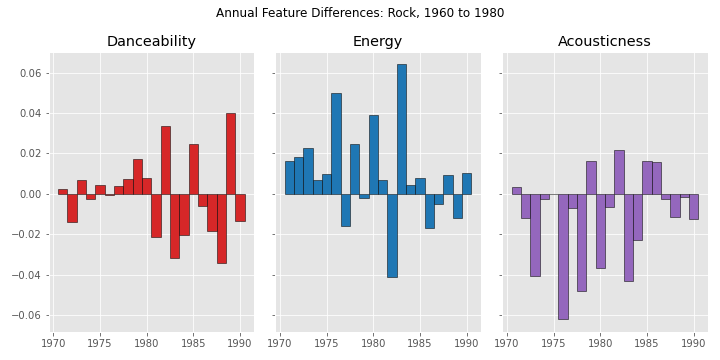 Annual Feature Differences: Rock, 1960 to 1980
Danceability
Energy
Acousticness
0.06
0.04
0.02
0.00
−0.02
−0.04
−0.06
1970 1975 1980 1985 1990
1970 1975 1980 1985 1990
1970 1975 1980 1985 1990